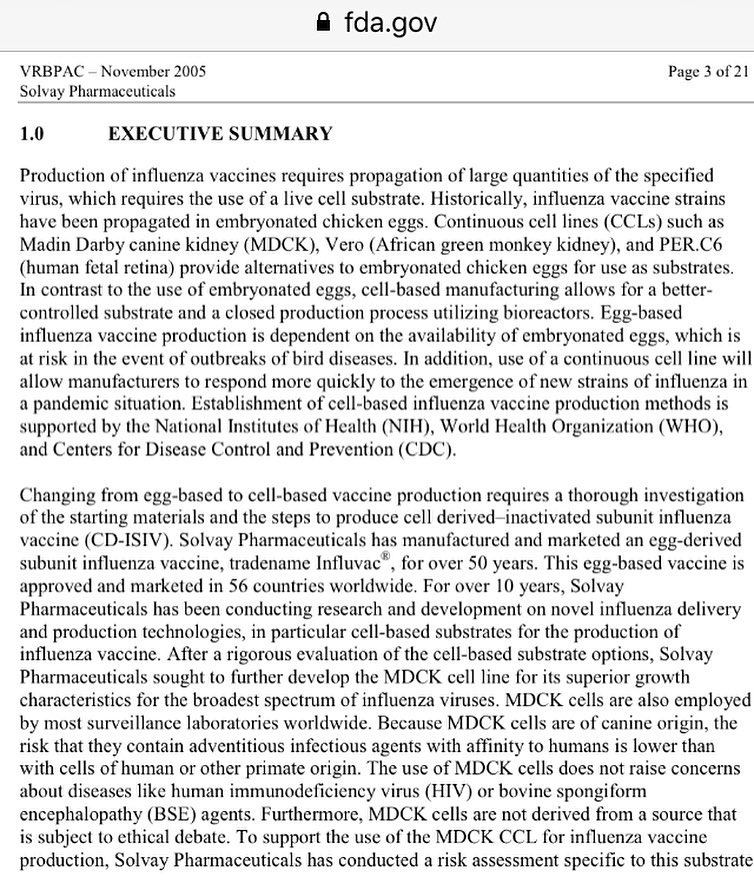 fda.gov
VRBPAC – November 2005
Page 3 of 21
Solvay Pharmaceuticals
1.0 EXECUTIVE SUMMARY
Production of influenza vaccines requires propagation of large quantities of the specified
virus, which requires the use of a live cell substrate. Historically, influenza vaccine strains
have been propagated in embryonated chicken eggs. Continuous cell lines (CCLs) such as
Madin Darby canine kidney (MDCK), Vero (African green monkey kidney), and PER.C6
(human fetal retina) provide alternatives to embryonated chicken eggs for use as substrates.
In contrast to the use of embryonated eggs, cell-based manufacturing allows for a better-
controlled substrate and a closed production process utilizing bioreactors. Egg-based
influenza vaccine production is dependent on the availability of embryonated eggs, which is
at risk in the event of outbreaks of bird diseases. In addition, use of a continuous cell line will
allow manufacturers to respond more quickly to the emergence of new strains of influenza in
a pandemic situation. Establishment of cell-based influenza vaccine production methods is
supported by the National Institutes of Health (NIH), World Health Organization (WHO),
and Centers for Disease Control and Prevention (CDC).
Changing from egg-based to cell-based vaccine production requires a thorough investigation
of the starting materials and the steps to produce cell derived–inactivated subunit influenza
vaccine (CD-ISIV). Solvay Pharmaceuticals has manufactured and marketed an egg-derived
subunit influenza vaccine, tradename Influvac®, for over 50 years. This egg-based vaccine is
approved and marketed in 56 countries worldwide. For over 10 years, Solvay
Pharmaceuticals has been conducting research and development on novel influenza delivery
and production technologies, in particular cell-based substrates for the production of
influenza vaccine. After a rigorous evaluation of the cell-based substrate options, Solvay
Pharmaceuticals sought to further develop the MDCK cell line for its superior growth
characteristics for the broadest spectrum of influenza viruses. MDCK cells are also employed
by most surveillance laboratories worldwide. Because MDCK cells are of canine origin, the
risk that they contain adventitious infectious agents with affinity to humans is lower than
with cells of human or other primate origin. The use of MDCK cells does not raise concerns
about diseases like human immunodeficiency virus (HIV) or bovine spongiform
encephalopathy (BSE) agents. Furthermore, MDCK cells are not derived from a source that
is subject to ethical debate. To support the use of the MDCK CCL for influenza vaccine
production, Solvay Pharmaceuticals has conducted a risk assessment specific to this substrate